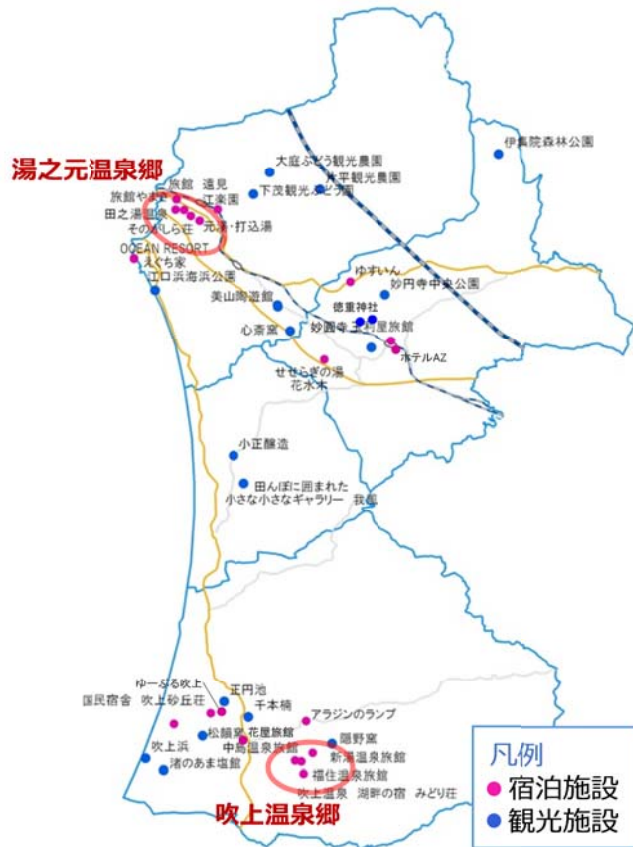 伊集院森林公園
大庭ぶどう観光農園
片平観光農園
下茂観光ぶどう園
湯之元温泉郷
旅館 遠見
旅館やまと
江楽園
田之湯温泉
元湯・打込湯
そのがしら荘
OCEAN RESORT
えぐち家
江口浜海浜公園
ゆすいん
妙円寺中央公園
美山陶遊館
徳重神社
妙圓寺
心斎窯
ホテルAZ
せせらぎの湯
花水木
小正醸造
田んぼに囲まれた
小さな小さなギャラリー 我都
ゆーぷる吹上
正円池
国民宿舎 吹上砂丘荘
千本楠
アラジンのランプ
松韻窯
花屋旅館
隠野窯
中島温泉旅館
新湯温泉旅館
吹上浜
渚のあま塩館
福住温泉旅館
吹上温泉 湖畔の宿 みどり荘
吹上温泉郷
凡例
宿泊施設
観光施設